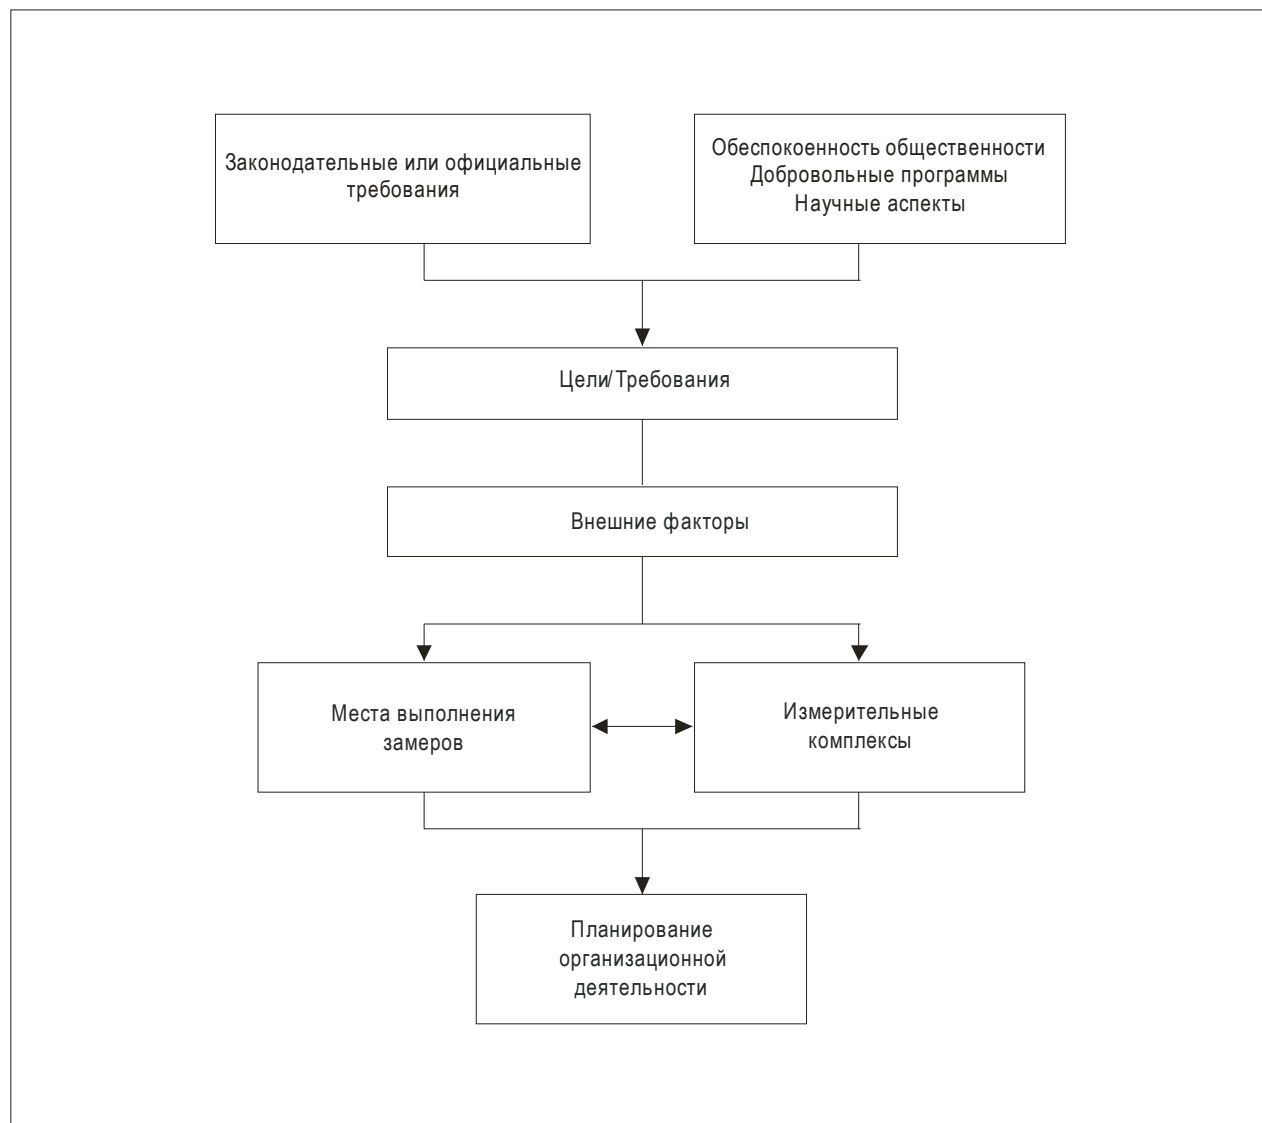 Законодательные или официальные
требования
Обеспокоенность общественности
Добровольные программы
Научные аспекты
Цели/Требования
Внешние факторы
Места выполнения
замеров
Измерительные
комплексы
Планирование
организационной
деятельности